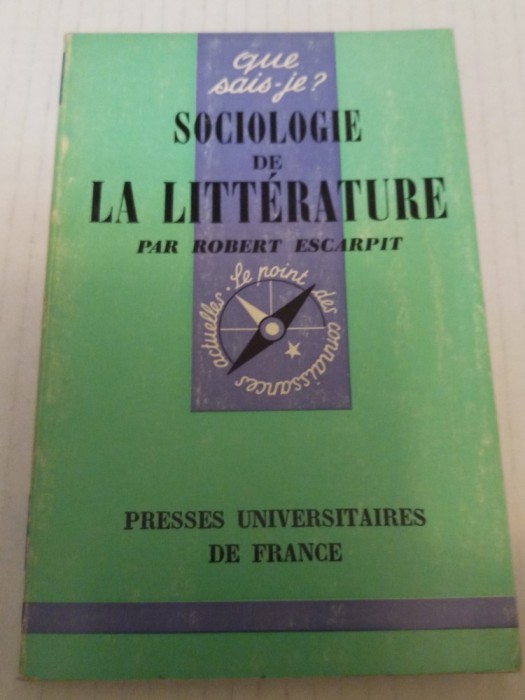 que
sais-je?
SOCIOLOGIE
DE
LA LITTÉRATURE
PAR ROBERT ESCARPIT
Le point des connaissances actuelles.
PRESSES UNIVERSITAIRES
DE FRANCE